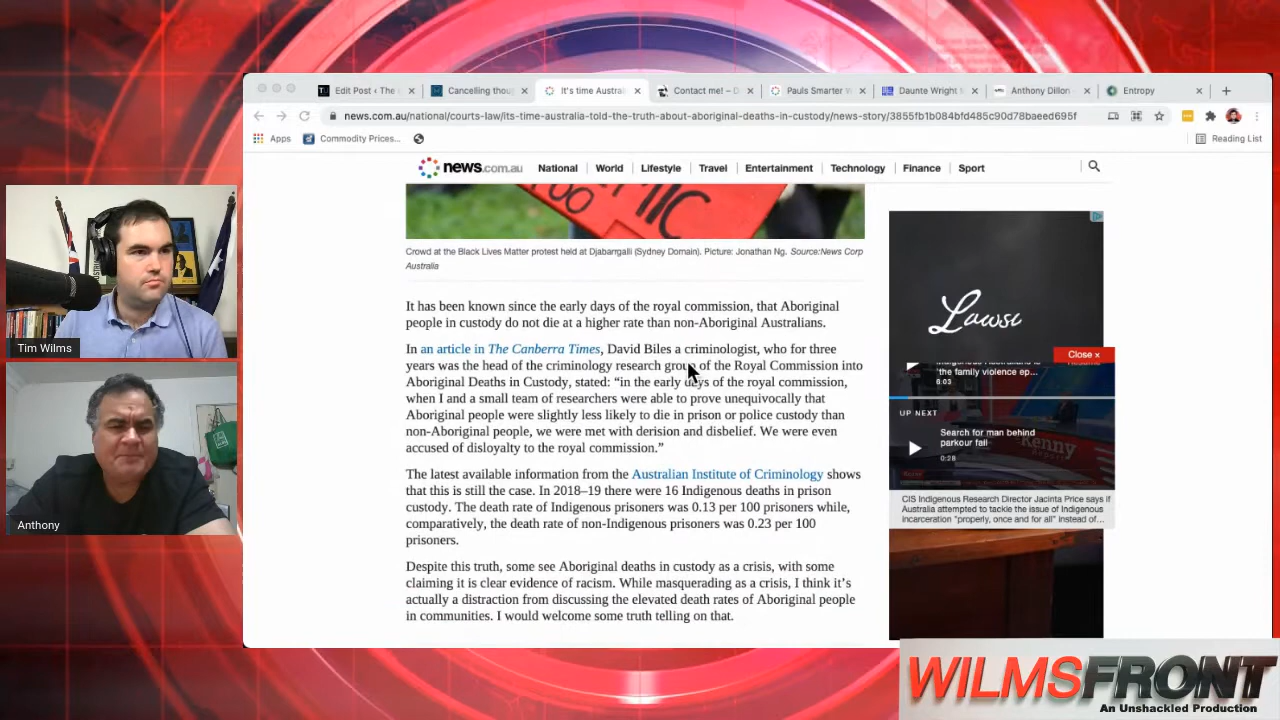 Edit Post ‹ The
Cancelling thou
It's time Austral
Contact me! – D
Pauls Smarter W
Daunte Wright
Anthony Dillon -
Entropy
news.com.au/national/courts-law/its-time-australia-told-the-truth-about-aboriginal-deaths-in-custody/news-story/3855fb1b084bfd485c90d78baeed695f
Apps
Commodity Prices...
Reading List
news.com.au
National
World
Lifestyle
Travel
Entertainment
Technology
Finance
Sport
Crowd at the Black Lives Matter protest held at Djabarrgalli (Sydney Domain). Picture: Jonathan Ng. Source:News Corp
Australia
It has been known since the early days of the royal commission, that Aboriginal
people in custody do not die at a higher rate than non-Aboriginal Australians.
In an article in The Canberra Times, David Biles a criminologist, who for three
years was the head of the criminology research group of the Royal Commission into
Aboriginal Deaths in Custody, stated: “in the early days of the royal commission,
when I and a small team of researchers were able to prove unequivocally that
Aboriginal people were slightly less likely to die in prison or police custody than
non-Aboriginal people, we were met with derision and disbelief. We were even
accused of disloyalty to the royal commission.”
The latest available information from the Australian Institute of Criminology shows
that this is still the case. In 2018–19 there were 16 Indigenous deaths in prison
custody. The death rate of Indigenous prisoners was 0.13 per 100 prisoners while,
comparatively, the death rate of non-Indigenous prisoners was 0.23 per 100
prisoners.
Despite this truth, some see Aboriginal deaths in custody as a crisis, with some
claiming it is clear evidence of racism. While masquerading as a crisis, I think it’s
actually a distraction from discussing the elevated death rates of Aboriginal people
in communities. I would welcome some truth telling on that.
Close x
'the family violence ep...
8:03
UP NEXT
Search for man behind
parkour fail
0:28
Kenny
CIS Indigenous Research Director Jacinta Price says if
Australia attempted to tackle the issue of Indigenous
incarceration "properly, once and for all" instead of...
Tim Wilms
Anthony
WILMSFRONT
An Unshackled Production